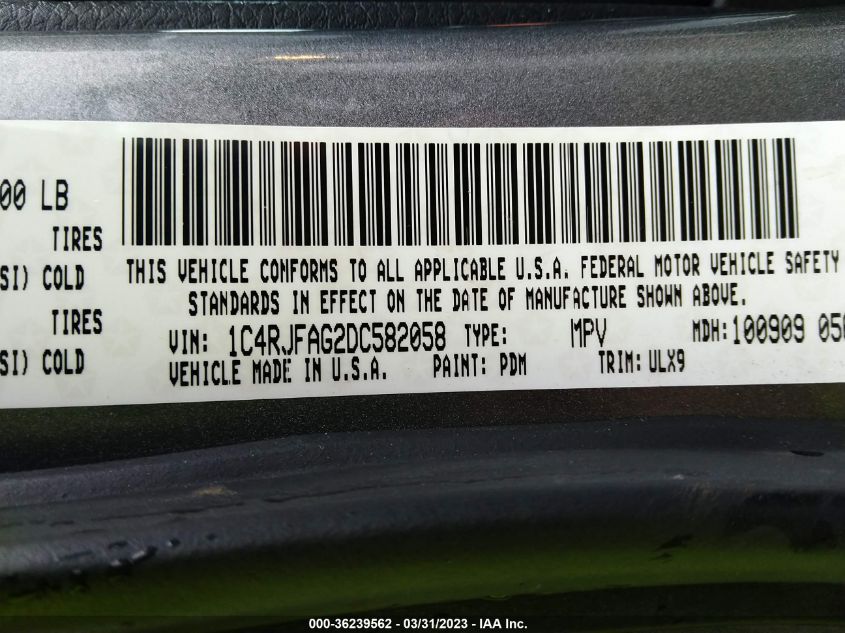 00 LB
TIRES
SI) COLD
TIRES
SI) COLD
THIS VEHICLE CONFORMS TO ALL APPLICABLE U.S.A. FEDERAL MOTOR VEHICLE SAFETY
STANDARDS IN EFFECT ON THE DATE OF MANUFACTURE SHOWN ABOVE.
VIN: 1C4RJFAG2DC582058 TYPE: MPV MDH:100909 050
VEHICLE MADE IN U.S.A. PAINT: PDM TRIM: ULX9
000-36239562 - 03/31/2023 - IAA Inc.